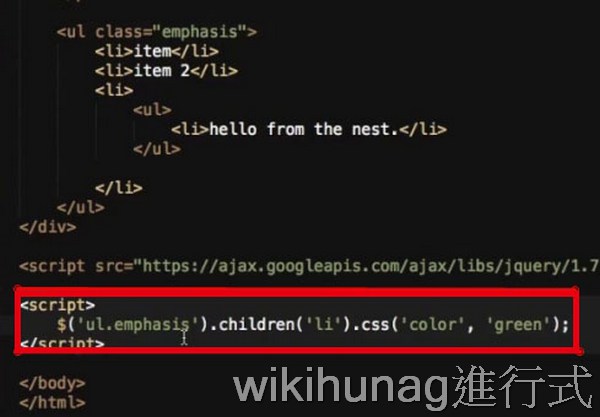 <ul class="emphasis">
<li>item</li>
<li>item 2</li>
<li>
<ul>
<li>hello from the nest.</li>
</ul>
</li>
</ul>
</div>
<script src="https://ajax.googleapis.com/ajax/libs/jquery/1.7
<script>
$('ul.emphasis').children('li').css('color', 'green');
</script>
</body>
</html>
wikihunag進行式